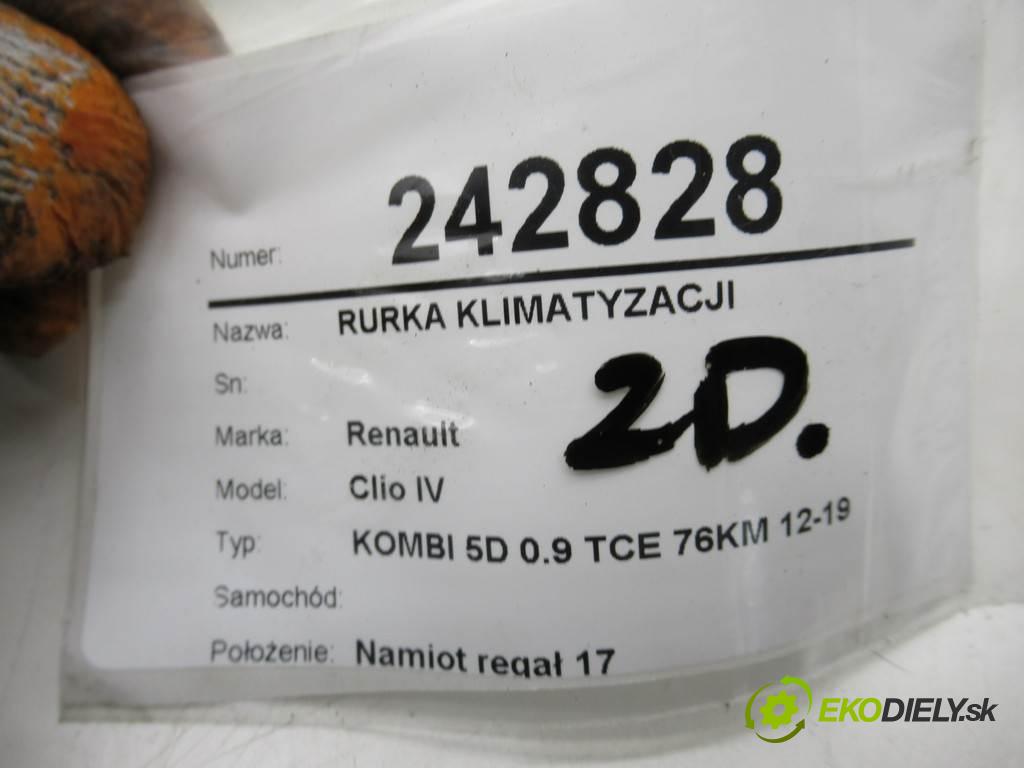 Numer: 242828
Nazwa: RURKA KLIMATYZACJI
Sn:
2D.
Marka: Renault
Model: Clio IV
Typ: KOMBI 5D 0.9 TCE 76KM 12-19
Samochód:
Położenie: Namiot regał 17
EKODIELY.sk